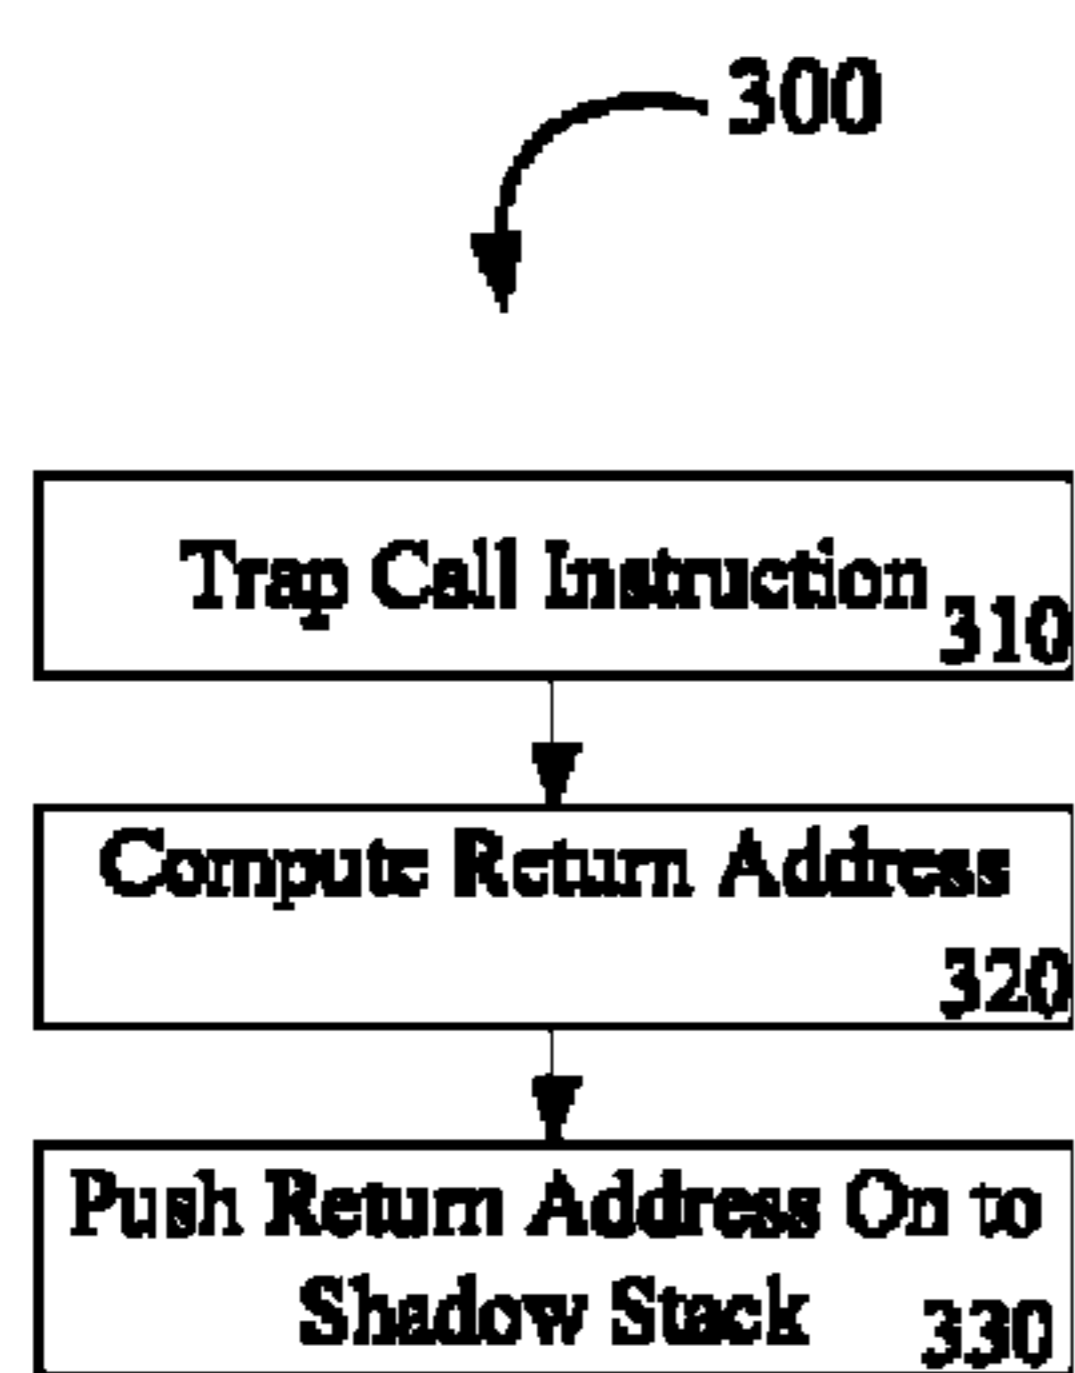 300
Trap Call Instruction
310
Compute Return Address
320
Push Return Address On to
Shadow Stack
330